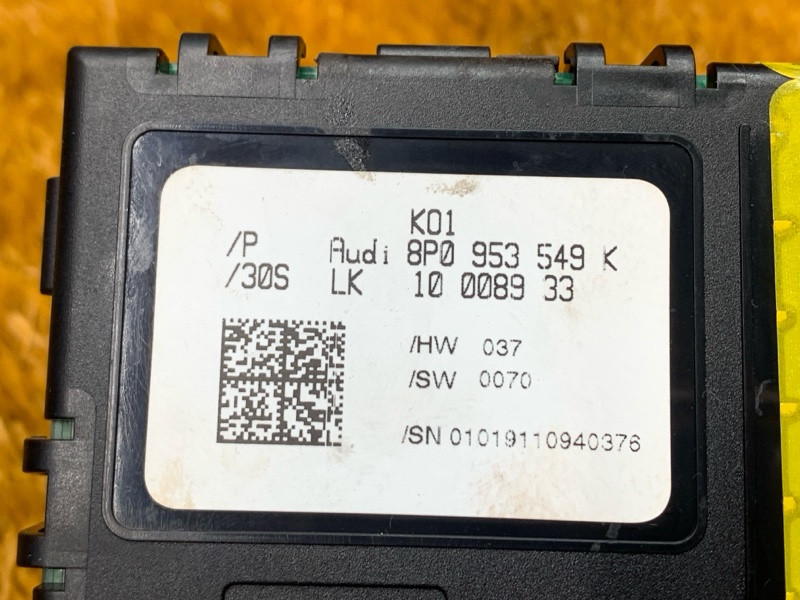 K01
/P Audi 8P0 953 549 K
/30S LK 10 0089 33
/HW 037
/SW 0070
/SN 01019110940376